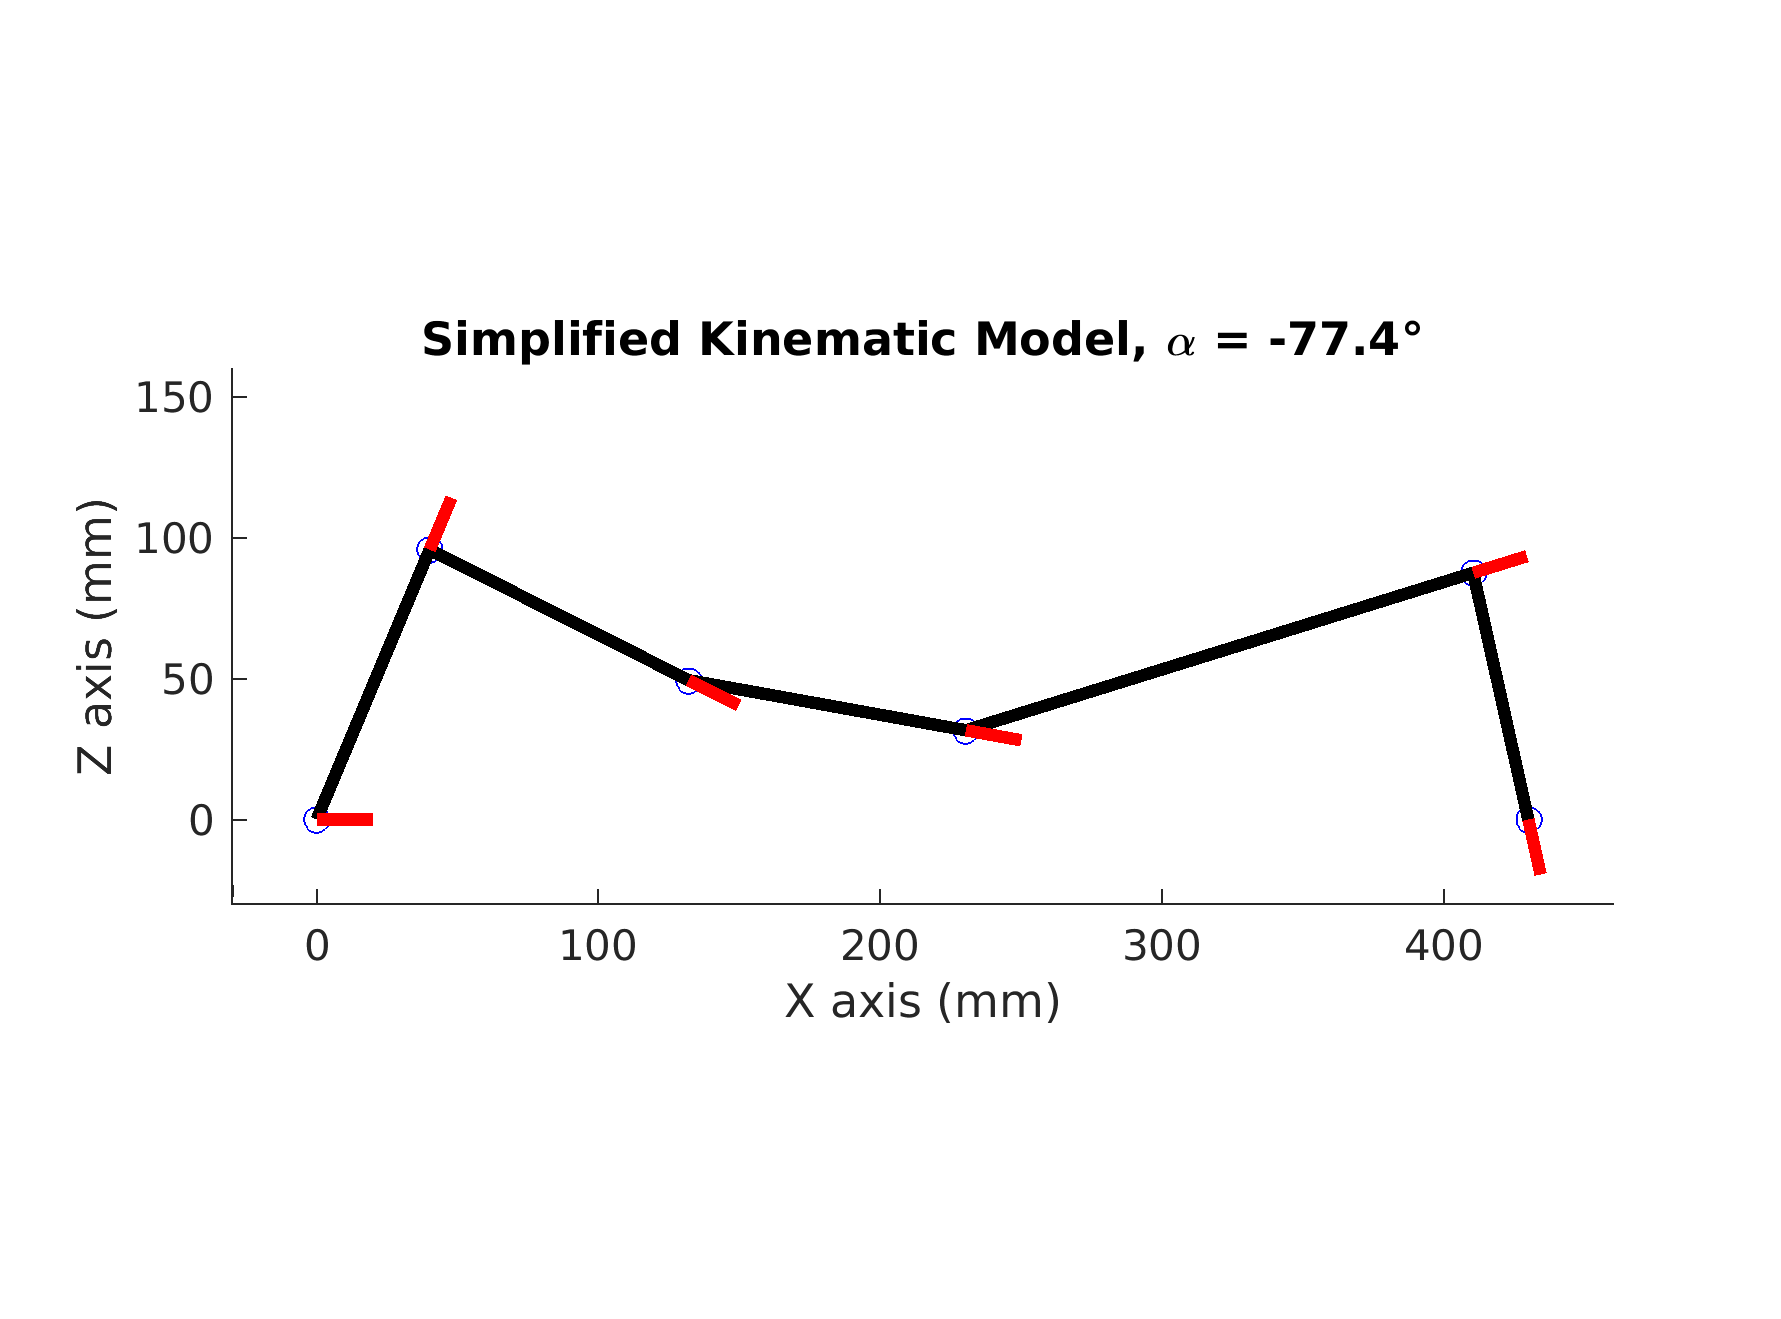 Simplified Kinematic Model, α = -77.4°
150
100
50
0
Z axis (mm)
0 100 200 300 400
X axis (mm)